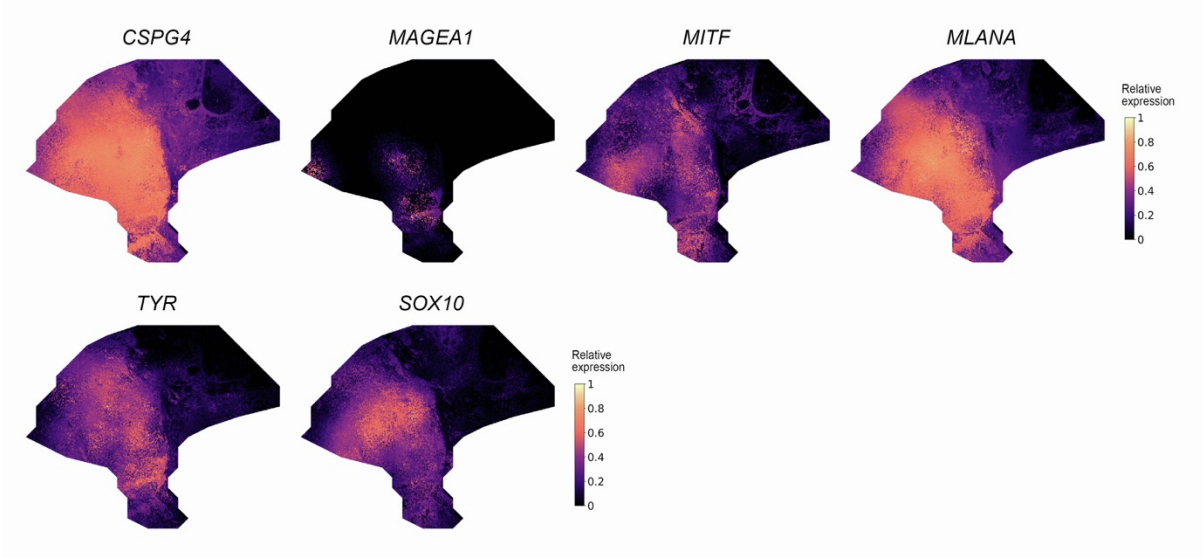 CSPG4
MAGEA1
MITF
MLANA
Relative
expression
1
0.8
0.6
0.4
0.2
0
TYR
SOX10
Relative
expression
1
0.8
0.6
0.4
0.2
0